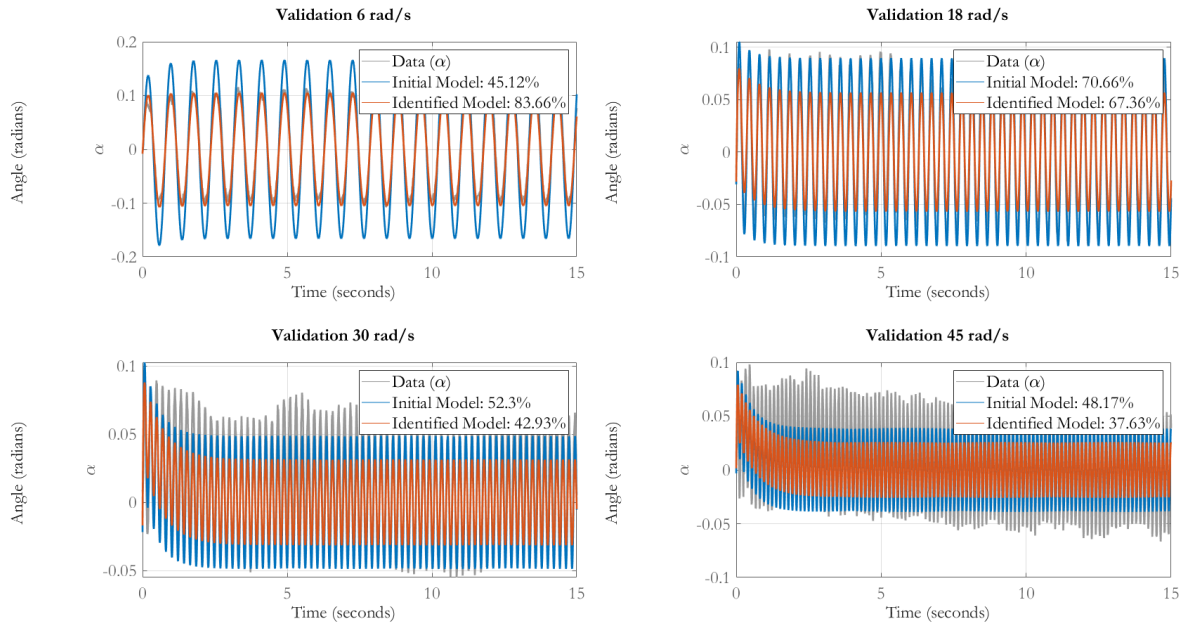 Validation 6 rad/s
0.2
0.1
0
-0.1
-0.2
Angle (radians)
α
Data (α)
Initial Model: 45.12%
Identified Model: 83.66%
0
5
10
15
Time (seconds)
Validation 18 rad/s
0.1
0.05
0
-0.05
-0.1
Angle (radians)
α
Data (α)
Initial Model: 70.66%
Identified Model: 67.36%
0
5
10
15
Time (seconds)
Validation 30 rad/s
0.1
0.05
0
-0.05
Angle (radians)
α
Data (α)
Initial Model: 52.3%
Identified Model: 42.93%
0
5
10
15
Time (seconds)
Validation 45 rad/s
0.1
0.05
0
-0.05
-0.1
Angle (radians)
α
Data (α)
Initial Model: 48.17%
Identified Model: 37.63%
0
5
10
15
Time (seconds)